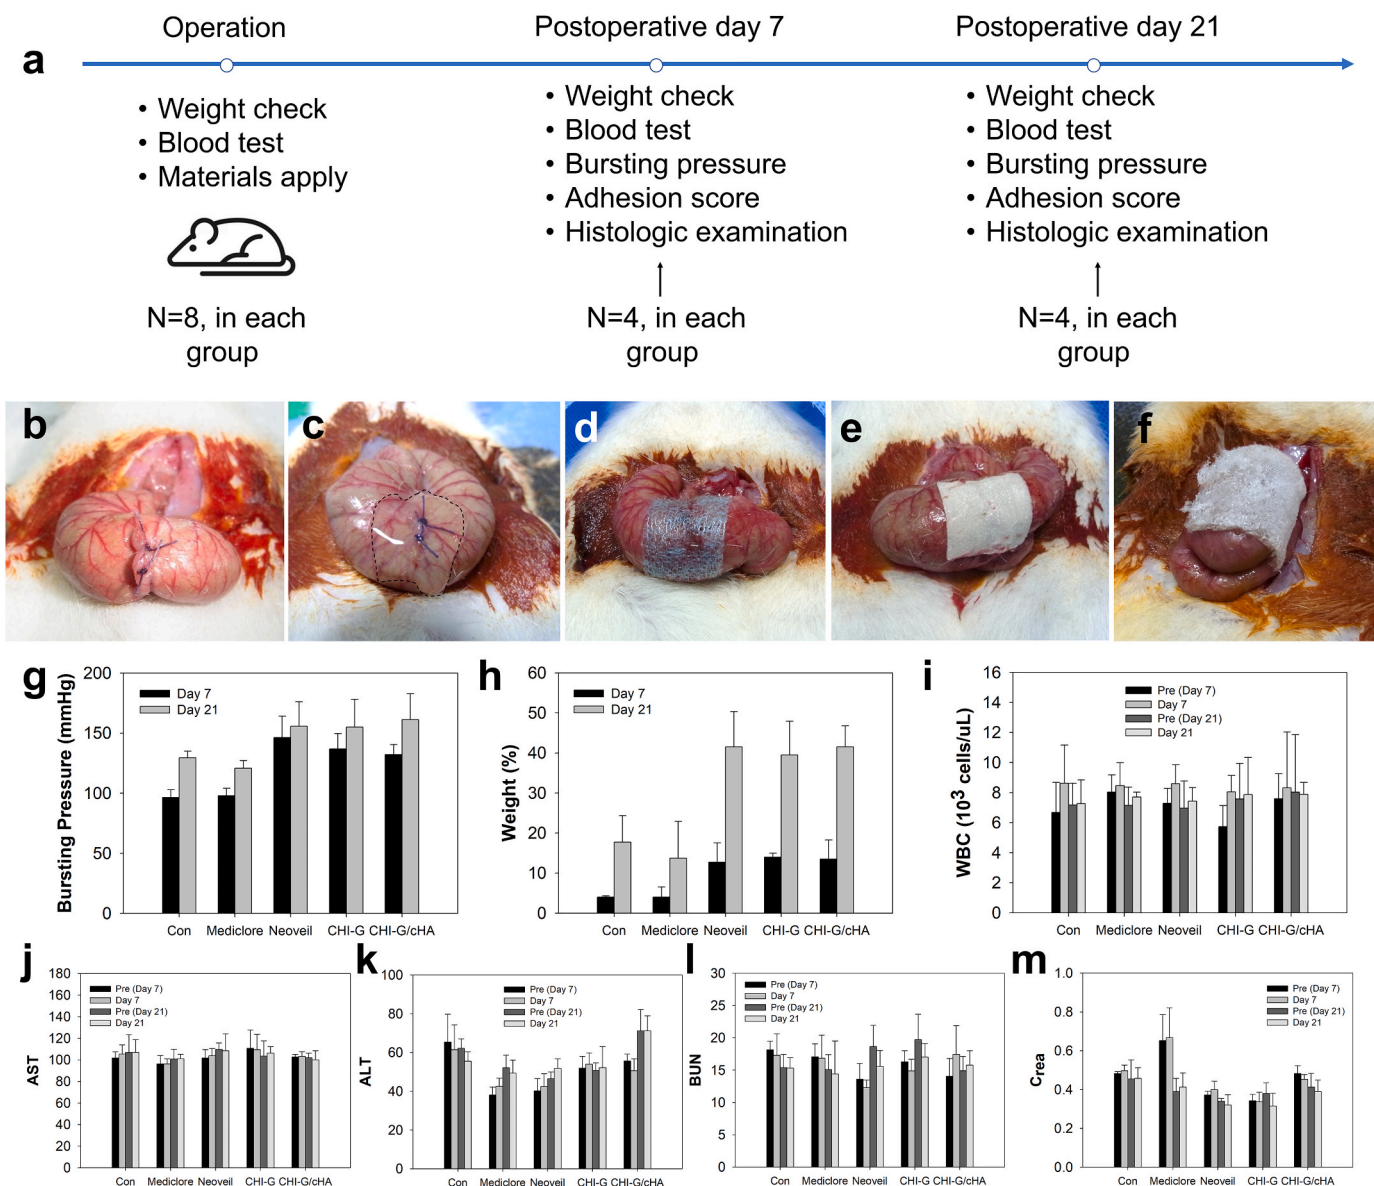 a
Operation
Postoperative day 7
Postoperative day 21
• Weight check
• Blood test
• Materials apply
• Weight check
• Blood test
• Bursting pressure
• Adhesion score
• Histologic examination
• Weight check
• Blood test
• Bursting pressure
• Adhesion score
• Histologic examination
N=8, in each
group
N=4, in each
group
N=4, in each
group
b
c
d
e
f
g
Bursting Pressure (mmHg)
200
150
100
50
0
Day 7
Day 21
Con Mediclore Neoveil CHI-G CHI-G/cHA
h
Weight (%)
60
50
40
30
20
10
0
Day 7
Day 21
Con Mediclore Neoveil CHI-G CHI-G/cHA
i
WBC (10³ cells/uL)
16
14
12
10
8
6
4
2
0
Pre (Day 7)
Day 7
Pre (Day 21)
Day 21
Con Mediclore Neoveil CHI-G CHI-G/cHA
j
AST
180
160
140
120
100
80
60
40
20
0
Pre (Day 7)
Day 7
Pre (Day 21)
Day 21
Con Mediclore Neoveil CHI-G CHI-G/cHA
k
ALT
100
80
60
40
20
0
Pre (Day 7)
Day 7
Pre (Day 21)
Day 21
Con Mediclore Neoveil CHI-G CHI-G/cHA
l
BUN
30
25
20
15
10
5
0
Pre (Day 7)
Day 7
Pre (Day 21)
Day 21
Con Mediclore Neoveil CHI-G CHI-G/cHA
m
Crea
1.0
0.8
0.6
0.4
0.2
0.0
Pre (Day 7)
Day 7
Pre (Day 21)
Day 21
Con Mediclore Neoveil CHI-G CHI-G/cHA